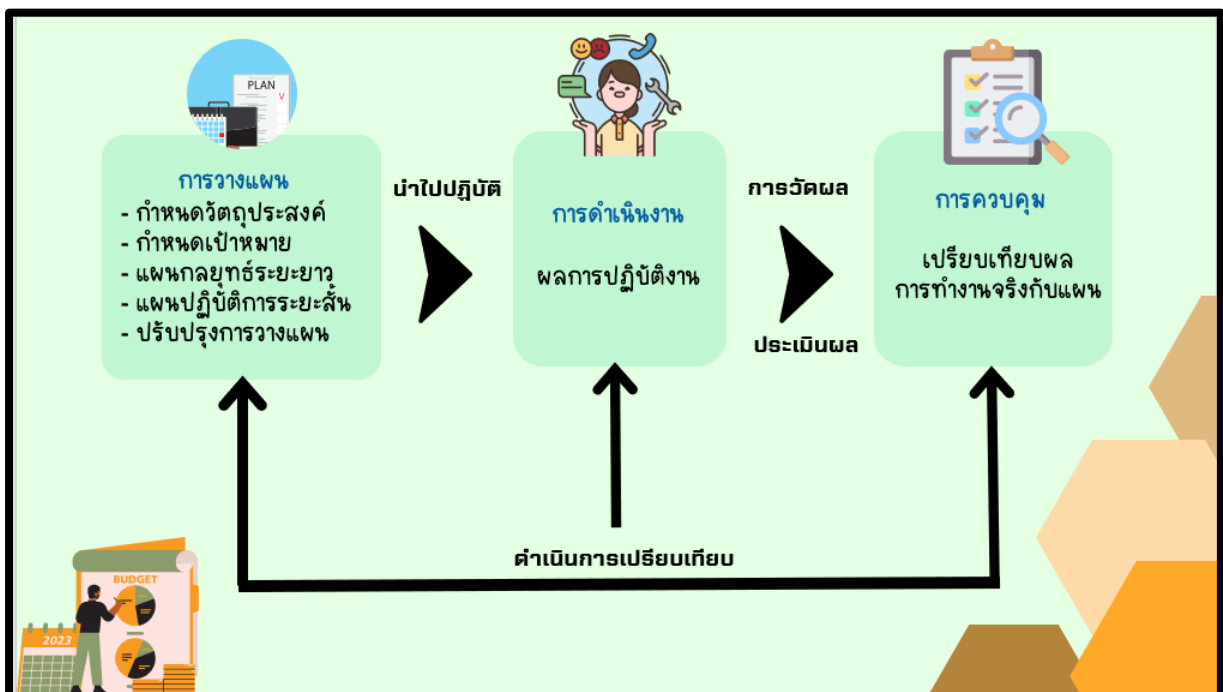 PLAN
การวางแผน
- กำหนดวัตถุประสงค์
- กำหนดเป้าหมาย
- แผนกลยุทธ์ระยะยาว
- แผนปฏิบัติการระยะสั้น
- ปรับปรุงการวางแผน
นำไปปฏิบัติ
การดำเนินงาน
ผลการปฏิบัติงาน
การวัดผล
ประเมินผล
การควบคุม
เปรียบเทียบผล
การทำงานจริงกับแผน
ดำเนินการเปรียบเทียบ
BUDGET
2023